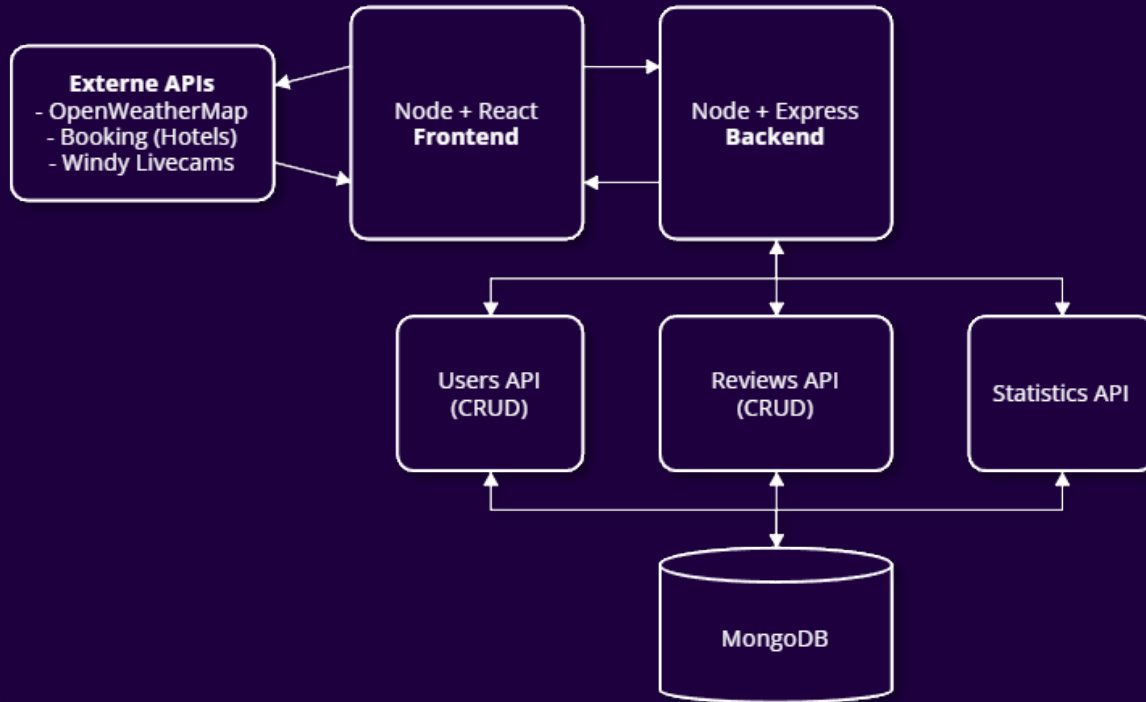 Externe APIs
- OpenWeatherMap
- Booking (Hotels)
- Windy Livecams
Node + React
Frontend
Node + Express
Backend
Users API
(CRUD)
Reviews API
(CRUD)
Statistics API
MongoDB